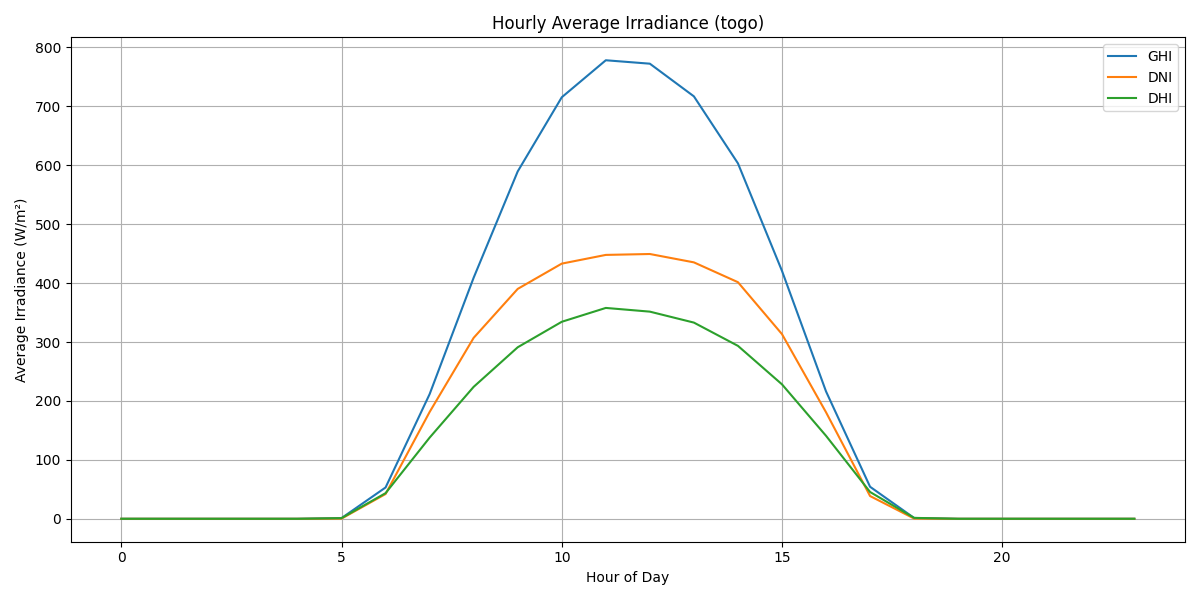 Hourly Average Irradiance (togo)
GHI
DNI
DHI
Average Irradiance (W/m²)
800
700
600
500
400
300
200
100
0
0 5 10 15 20
Hour of Day